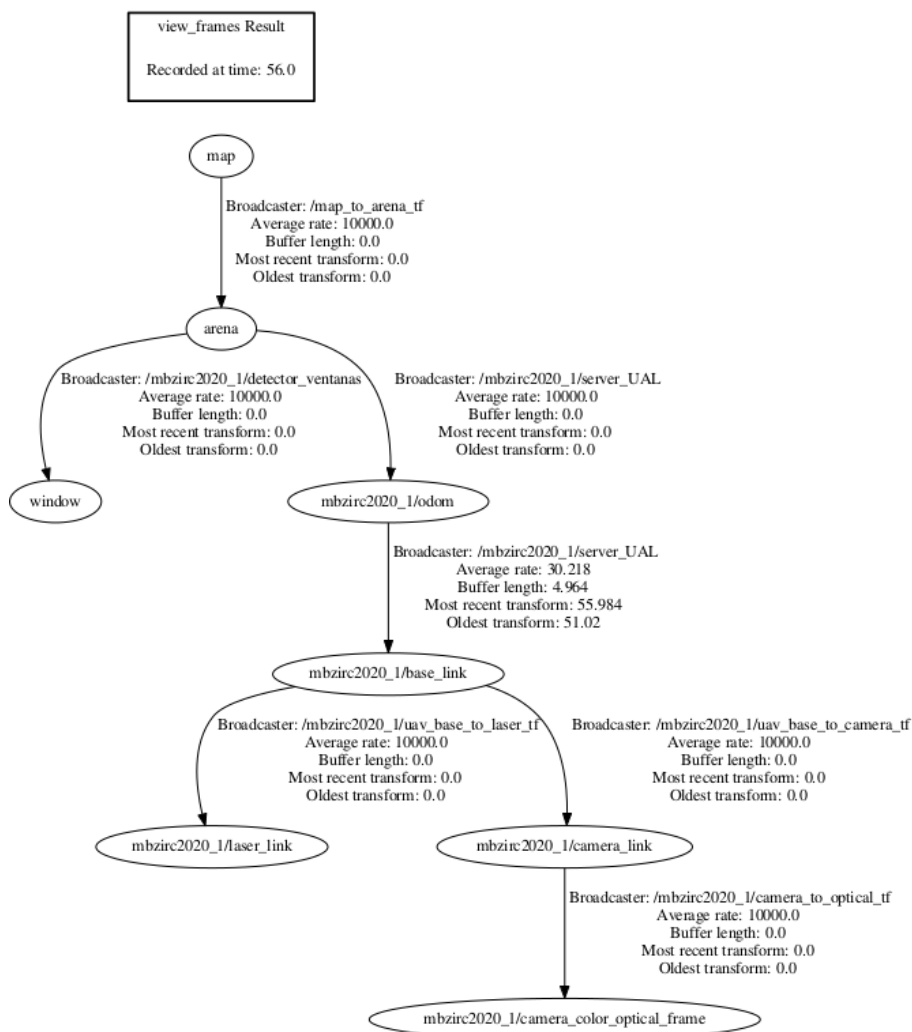 view_frames Result
Recorded at time: 56.0
map
Broadcaster: /map_to_arena_tf
Average rate: 10000.0
Buffer length: 0.0
Most recent transform: 0.0
Oldest transform: 0.0
arena
Broadcaster: /mbzirc2020_1/detector_ventanas
Average rate: 10000.0
Buffer length: 0.0
Most recent transform: 0.0
Oldest transform: 0.0
Broadcaster: /mbzirc2020_1/server_UAL
Average rate: 10000.0
Buffer length: 0.0
Most recent transform: 0.0
Oldest transform: 0.0
window
mbzirc2020_1/odom
Broadcaster: /mbzirc2020_1/server_UAL
Average rate: 30.218
Buffer length: 4.964
Most recent transform: 55.984
Oldest transform: 51.02
mbzirc2020_1/base_link
Broadcaster: /mbzirc2020_1/uav_base_to_laser_tf
Average rate: 10000.0
Buffer length: 0.0
Most recent transform: 0.0
Oldest transform: 0.0
Broadcaster: /mbzirc2020_1/uav_base_to_camera_tf
Average rate: 10000.0
Buffer length: 0.0
Most recent transform: 0.0
Oldest transform: 0.0
mbzirc2020_1/laser_link
mbzirc2020_1/camera_link
Broadcaster: /mbzirc2020_1/camera_to_optical_tf
Average rate: 10000.0
Buffer length: 0.0
Most recent transform: 0.0
Oldest transform: 0.0
mbzirc2020_1/camera_color_optical_frame